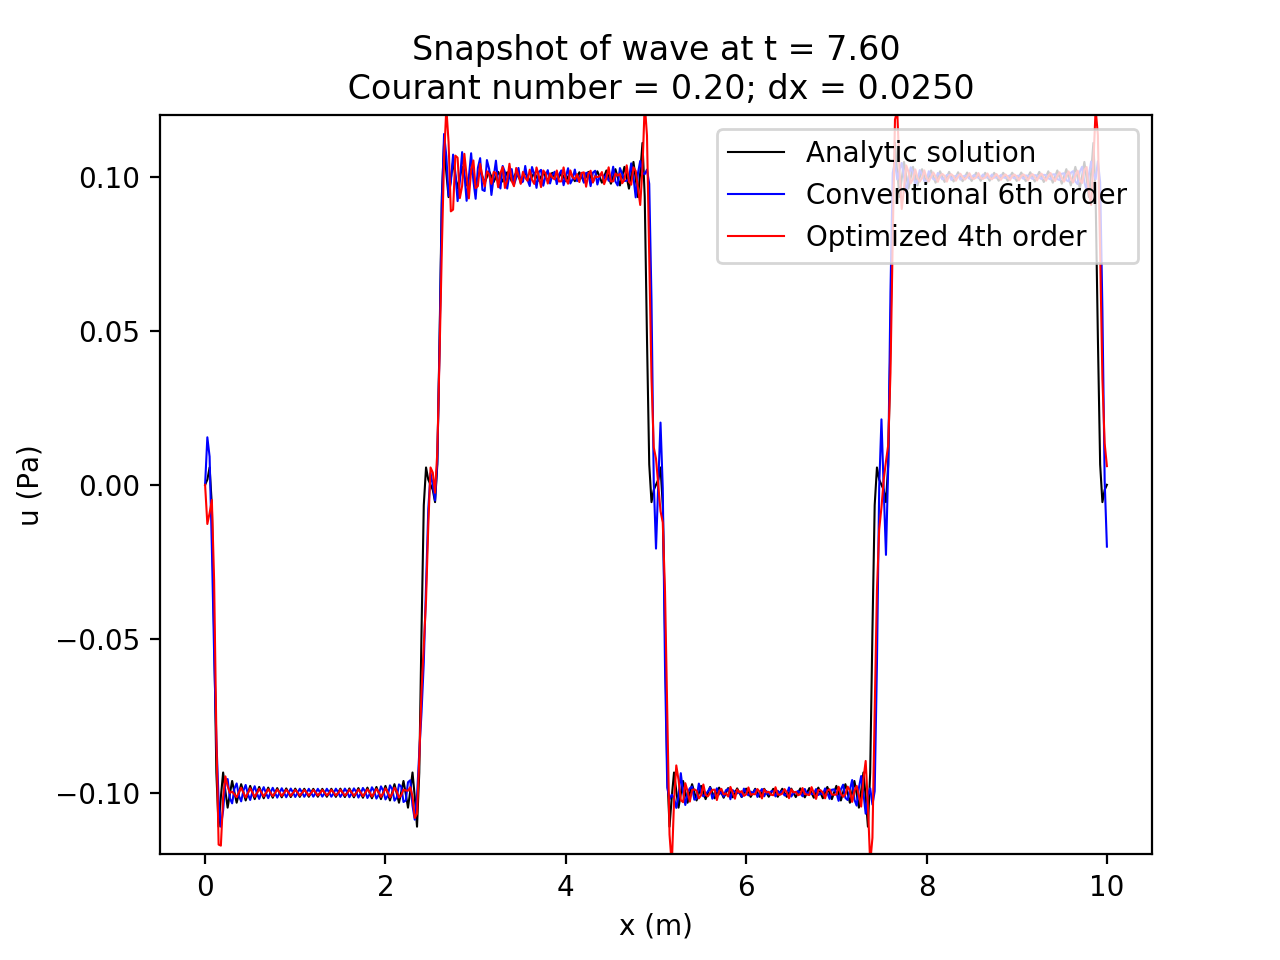 Snapshot of wave at t = 7.60
Courant number = 0.20; dx = 0.0250
Analytic solution
Conventional 6th order
Optimized 4th order
0.10
0.05
0.00
−0.05
−0.10
u (Pa)
0 2 4 6 8 10
x (m)